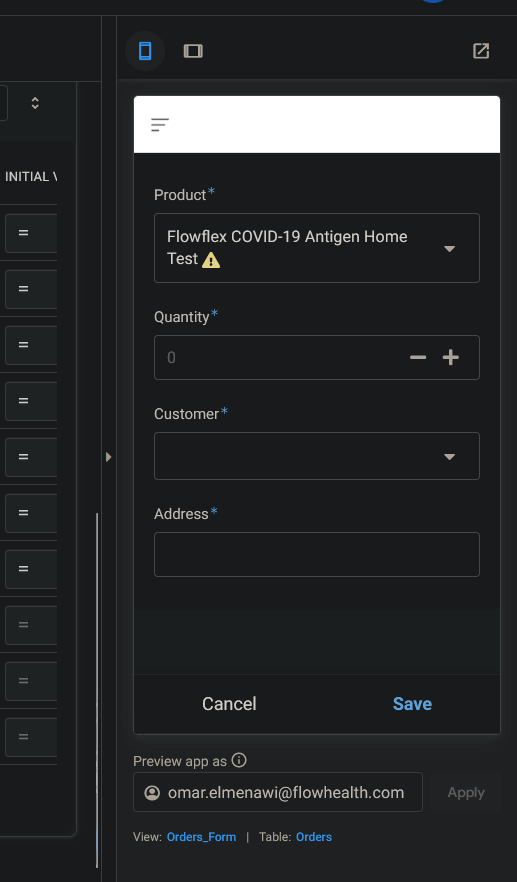 INITIAL V
=
=
=
=
=
=
=
=
=
=
Product*
Flowflex COVID-19 Antigen Home
Test
Quantity*
0
Customer*
Address*
Cancel Save
Preview app as
omar.elmenawi@flowhealth.com Apply
View: Orders_Form | Table: Orders